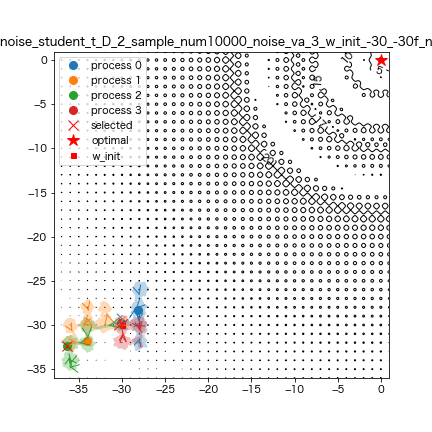 noise_student_t_D_2_sample_num10000_noise_va_3_w_init_-30_-30f_n
process 0
process 1
process 2
process 3
selected
optimal
w_init
0
−5
−10
−15
−20
−25
−30
−35
−35
−30
−25
−20
−15
−10
−5
0